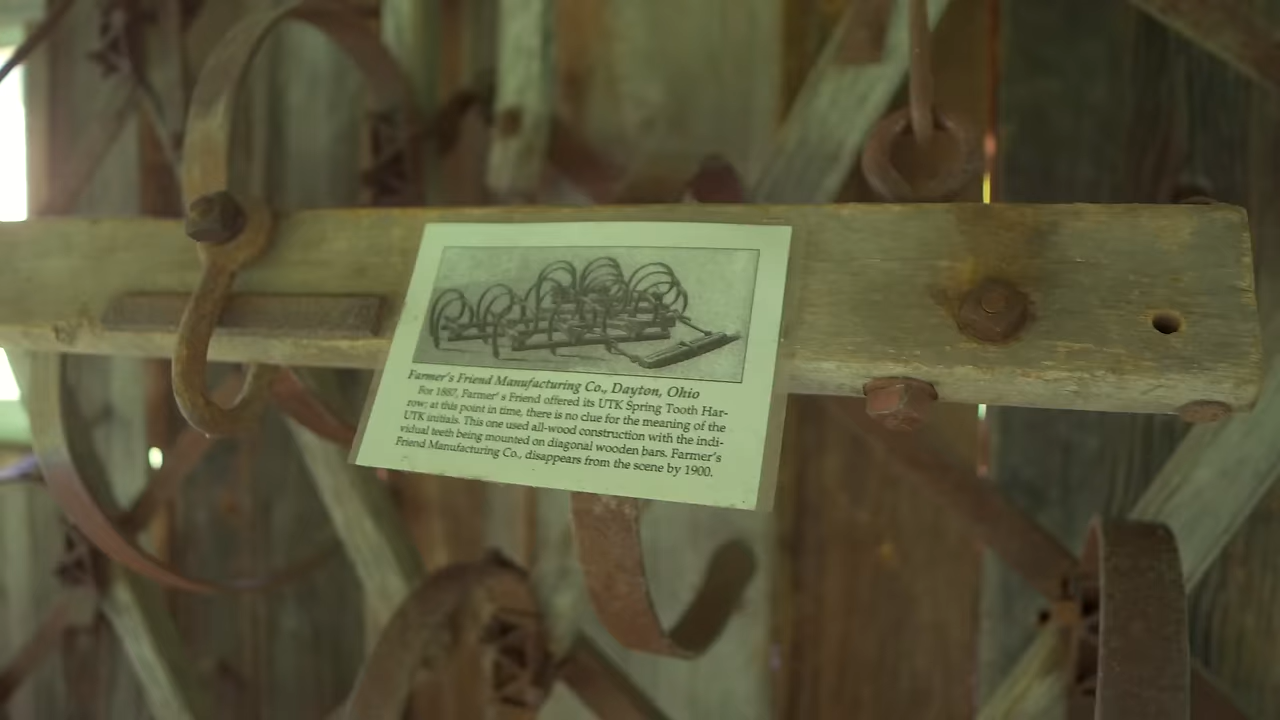 Farmer's Friend Manufacturing Co., Dayton, Ohio
For 1887, Farmer' s Friend offered its UTK Spring Tooth Har-
row; at this point in time, there is no clue for the meaning of the
UTK initials. This one used all-wood construction with the indi-
vidual teeth being mounted on diagonal wooden bars. Farmer's
Friend Manufacturing Co., disappears from the scene by 1900.